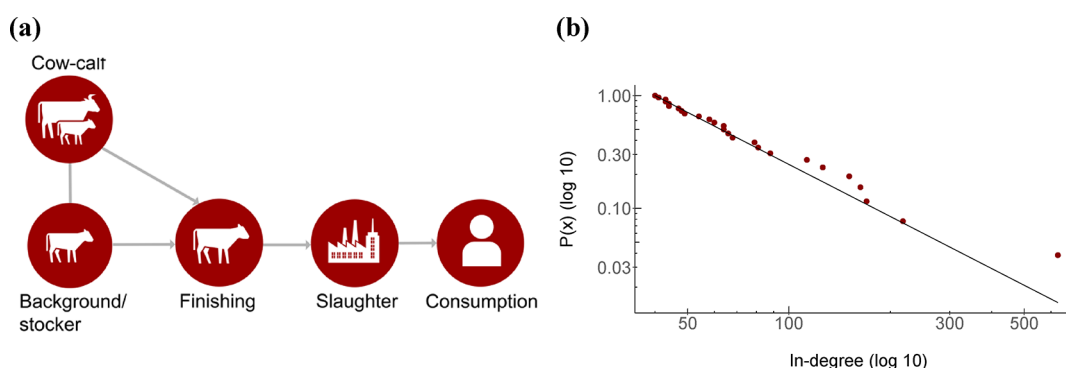 (a)
Cow-calf
Background/
stocker
Finishing
Slaughter
Consumption
(b)
P(x) (log 10)
1.00
0.30
0.10
0.03
50
100
300
500
In-degree (log 10)